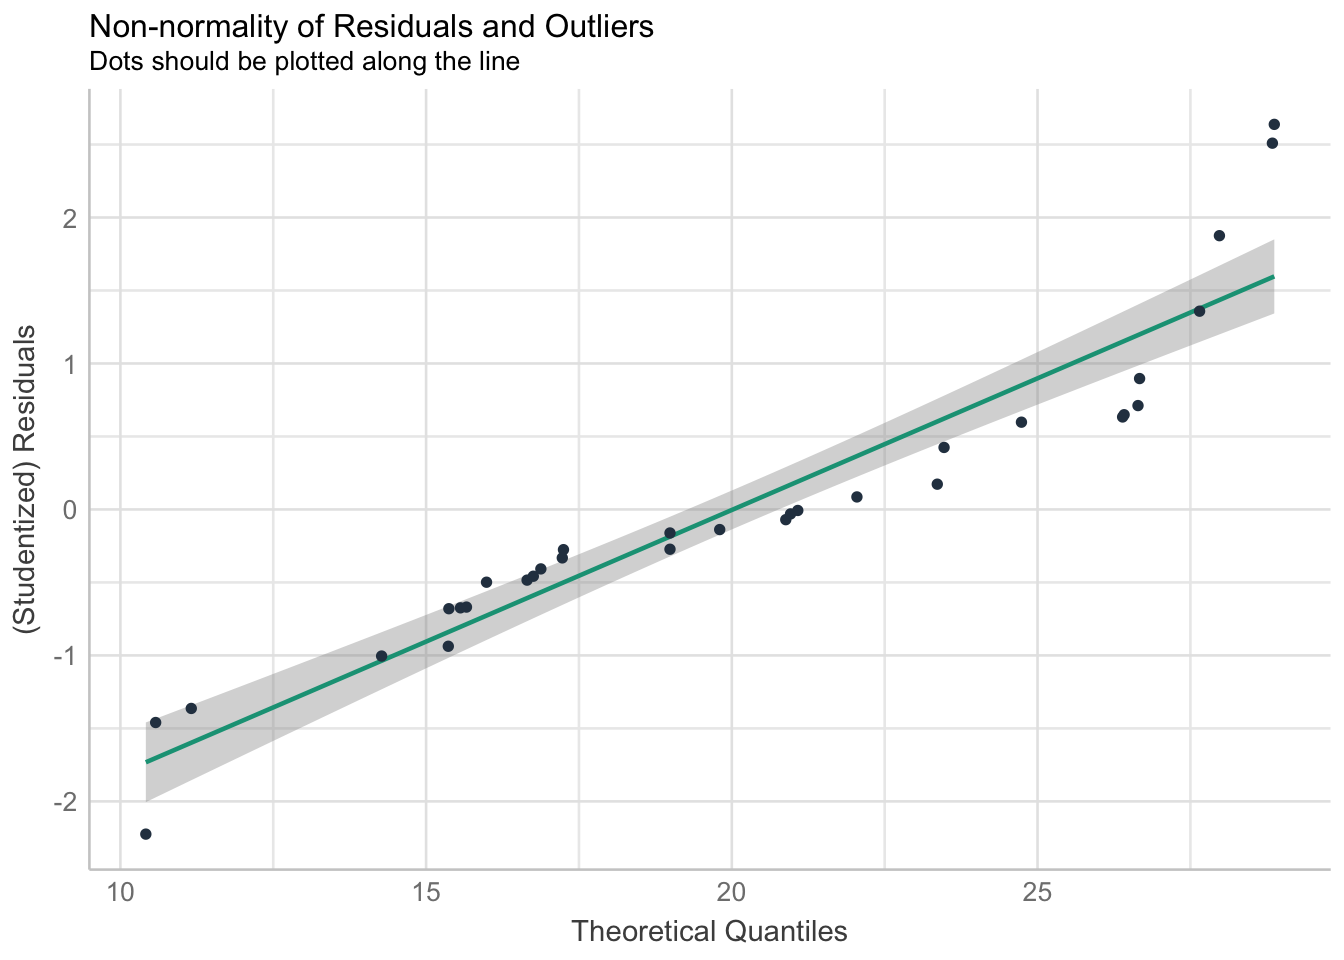 Non-normality of Residuals and Outliers
Dots should be plotted along the line
(Studentized) Residuals
2
1
0
-1
-2
10 15 20 25
Theoretical Quantiles